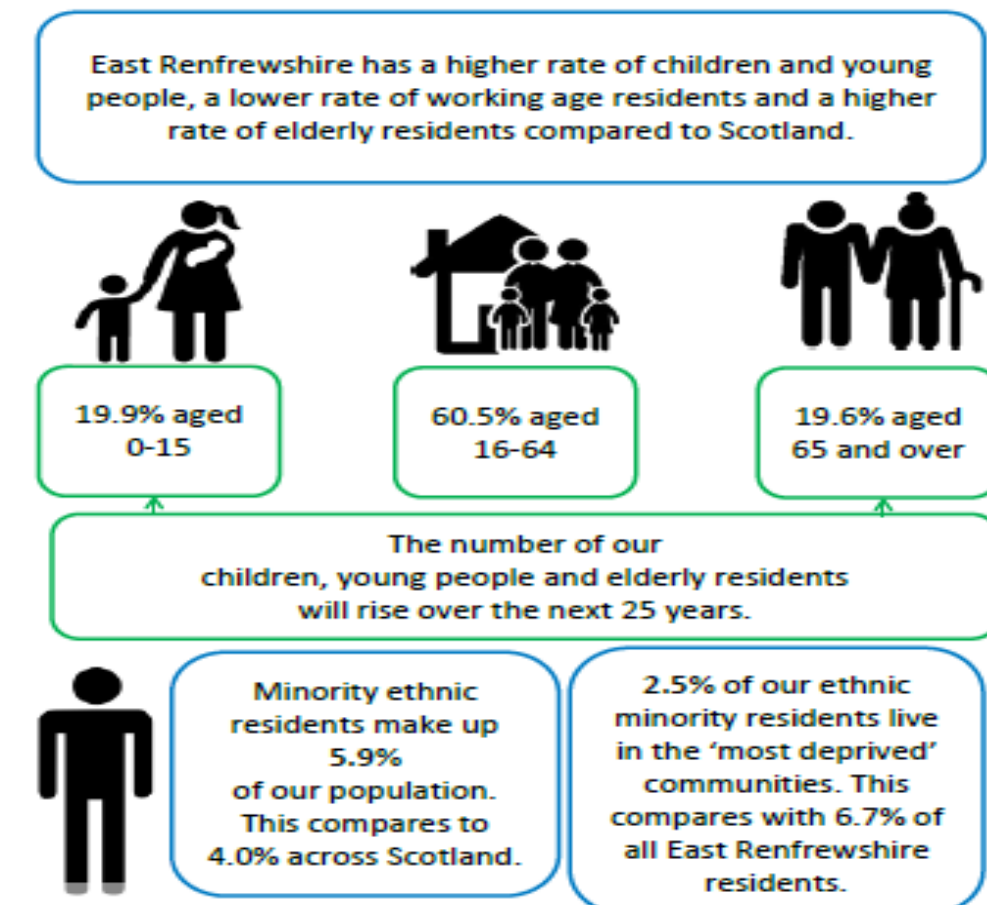 East Renfrewshire has a higher rate of children and young
people, a lower rate of working age residents and a higher
rate of elderly residents compared to Scotland.
19.9% aged
0-15
60.5% aged
16-64
19.6% aged
65 and over
The number of our
children, young people and elderly residents
will rise over the next 25 years.
Minority ethnic
residents make up
5.9%
of our population.
This compares to
4.0% across Scotland.
2.5% of our ethnic
minority residents live
in the ‘most deprived’
communities. This
compares with 6.7% of
all East Renfrewshire
residents.